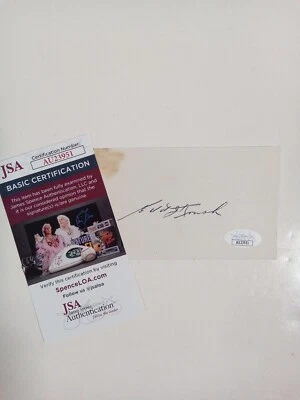 JSA
Certification Number
AU23951
BASIC CERTIFICATION
This item has been fully examined by
James Spence Authentication, LLC and
it is our considered opinion that the
signature(s) is/are genuine.
Verify this certification by visiting
SpenceLOA.com
Follow us @jsaloa
JSA
Authentication
AU23951